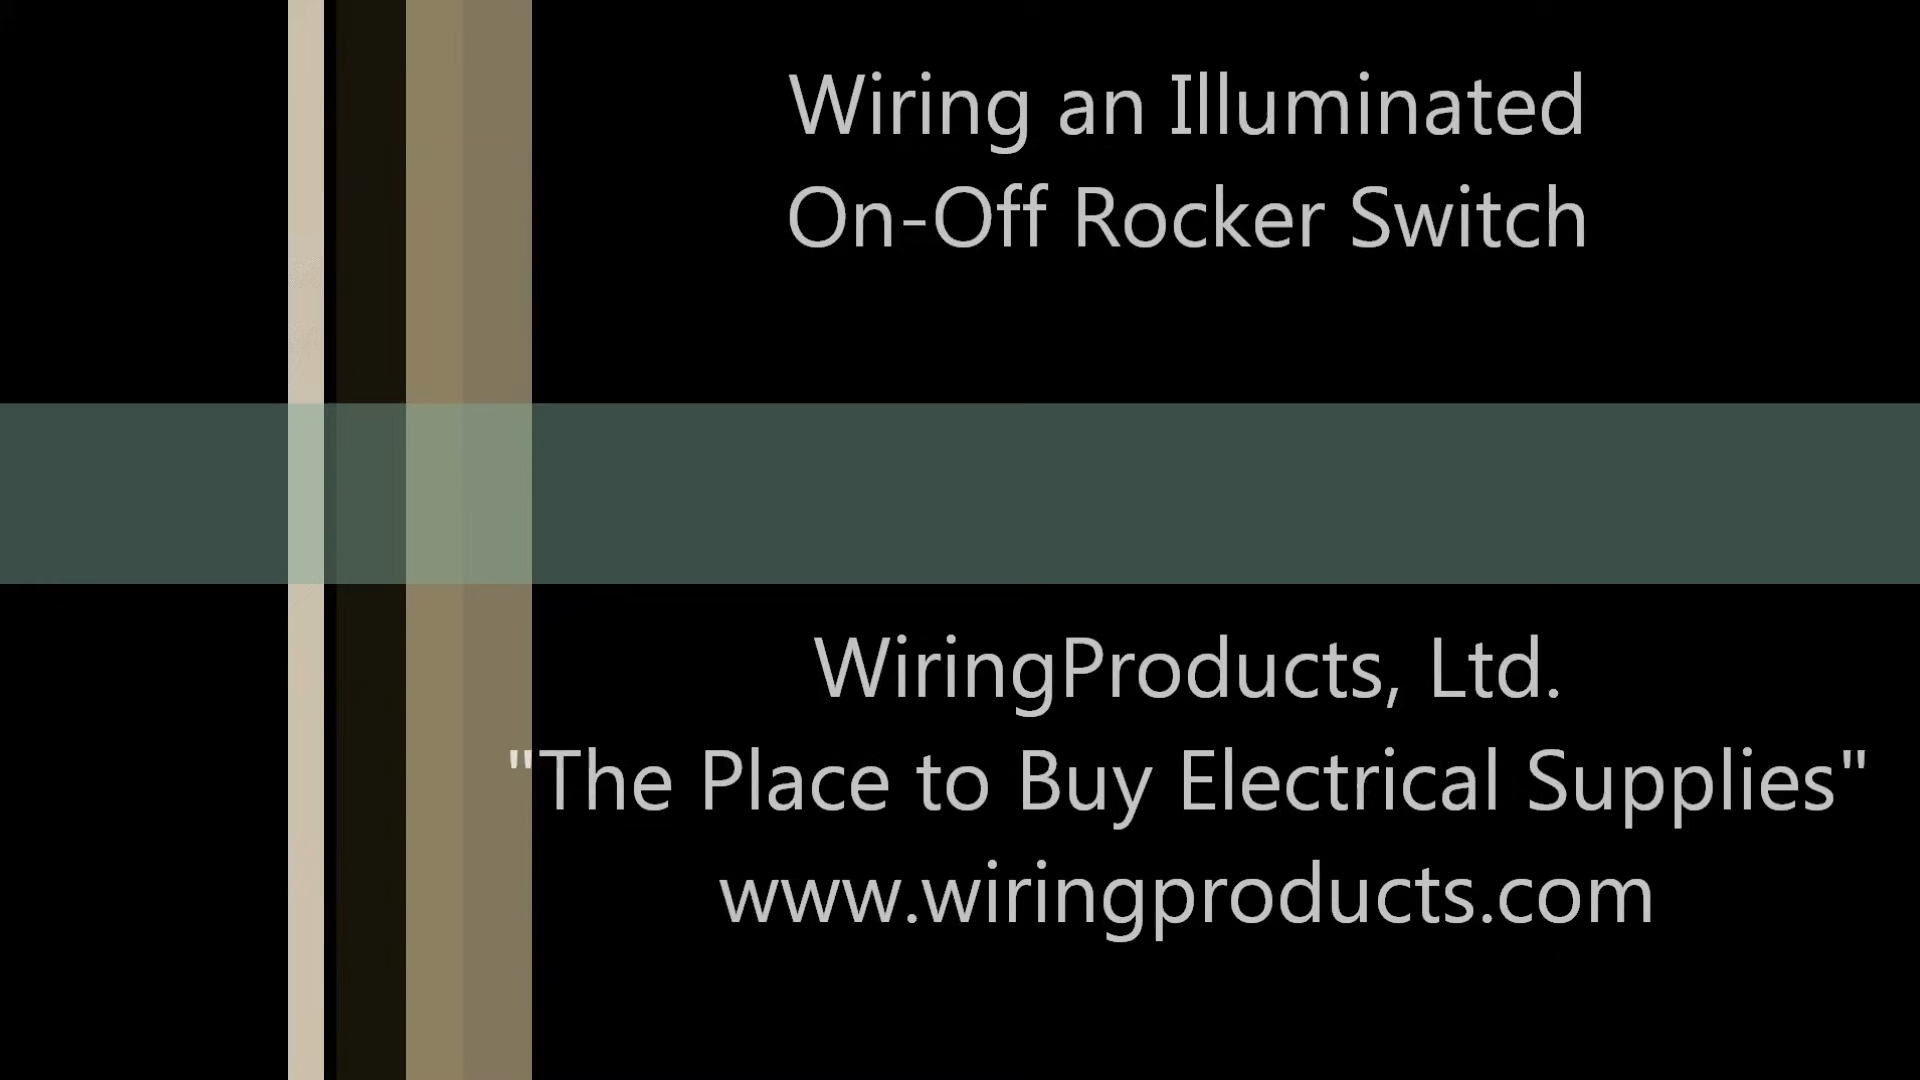 Wiring an Illuminated
On-Off Rocker Switch
WiringProducts, Ltd.
"The Place to Buy Electrical Supplies"
www.wiringproducts.com